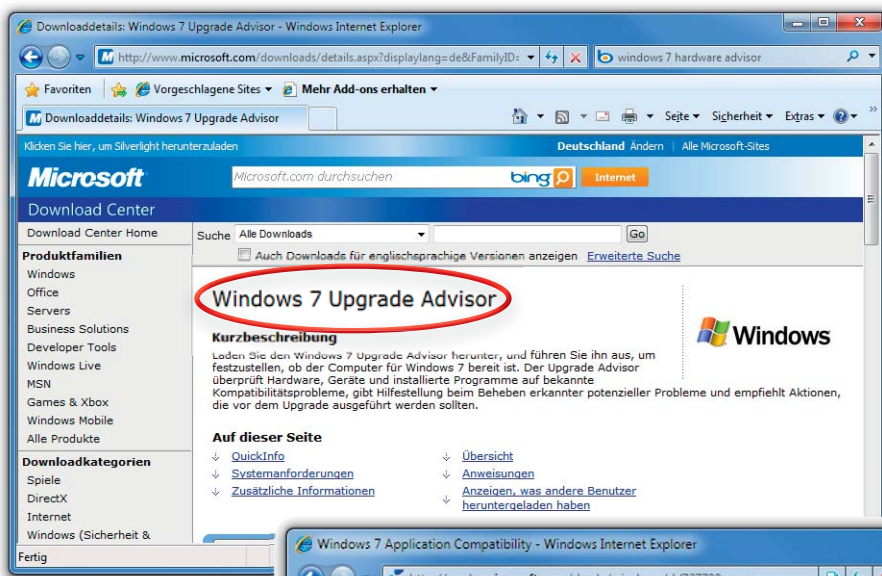 Downloaddetails: Windows 7 Upgrade Advisor - Windows Internet Explorer
http://www.microsoft.com/downloads/details.aspx?displaylang=de&FamilyID= windows 7 hardware advisor
Favoriten Vorgeschlagene Sites Mehr Add-ons erhalten
Downloaddetails: Windows 7 Upgrade Advisor Seite Sicherheit Extras
Klicken Sie hier, um Silverlight herunterzuladen Deutschland Ändern | Alle Microsoft-Sites
Microsoft Microsoft.com durchsuchen bing Internet
Download Center
Download Center Home
Produktfamilien
Windows
Office
Servers
Business Solutions
Developer Tools
Windows Live
MSN
Games & Xbox
Windows Mobile
Alle Produkte
Downloadkategorien
Spiele
DirectX
Internet
Windows (Sicherheit &
Suche Alle Downloads Go
Auch Downloads für englischsprachige Versionen anzeigen Erweiterte Suche
Windows 7 Upgrade Advisor
Windows
Kurzbeschreibung
Laden Sie den Windows 7 Upgrade Advisor herunter, und führen Sie ihn aus, um
festzustellen, ob der Computer für Windows 7 bereit ist. Der Upgrade Advisor
überprüft Hardware, Geräte und installierte Programme auf bekannte
Kompatibilitätsprobleme, gibt Hilfestellung beim Beheben erkannter potenzieller Probleme und empfiehlt Aktionen,
die vor dem Upgrade ausgeführt werden sollten.
Auf dieser Seite
QuickInfo
Systemanforderungen
Zusätzliche Informationen
Übersicht
Anweisungen
Anzeigen, was andere Benutzer
heruntergeladen haben
Fertig
Windows 7 Application Compatibility - Windows Internet Explorer